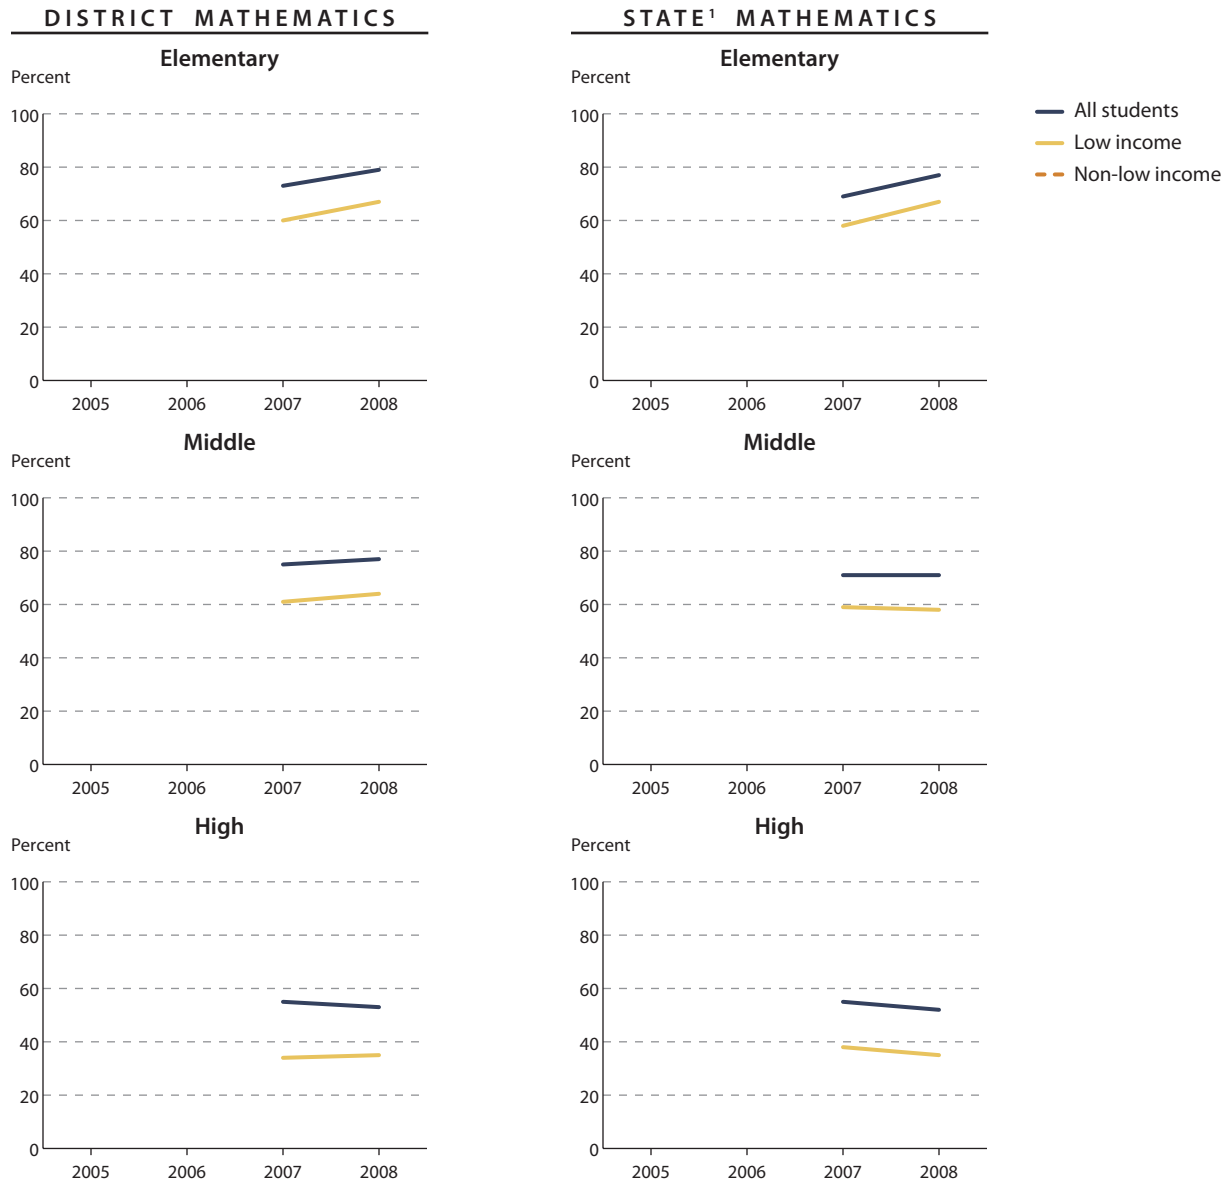 DISTRICT MATHEMATICS
Elementary
Percent
100
80
60
40
20
0
2005 2006 2007 2008
Middle
Percent
100
80
60
40
20
0
2005 2006 2007 2008
High
Percent
100
80
60
40
20
0
2005 2006 2007 2008
STATE¹ MATHEMATICS
Elementary
Percent
100
80
60
40
20
0
2005 2006 2007 2008
Middle
Percent
100
80
60
40
20
0
2005 2006 2007 2008
High
Percent
100
80
60
40
20
0
2005 2006 2007 2008
All students
Low income
Non-low income